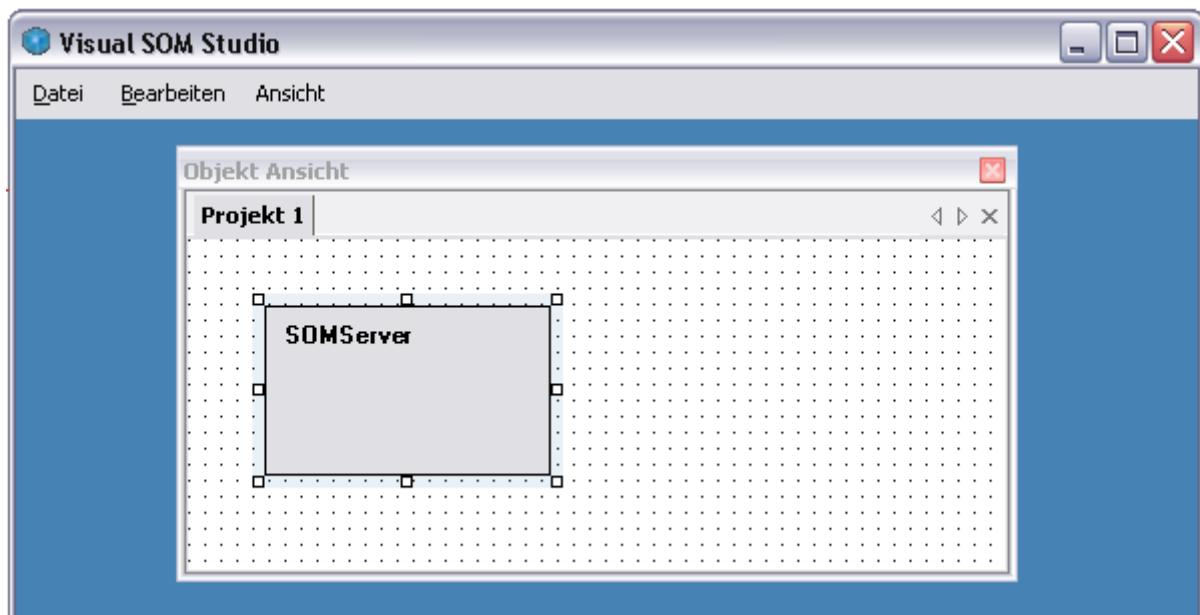 Visual SOM Studio
Datei Bearbeiten Ansicht
Objekt Ansicht
Projekt 1
SOMServer